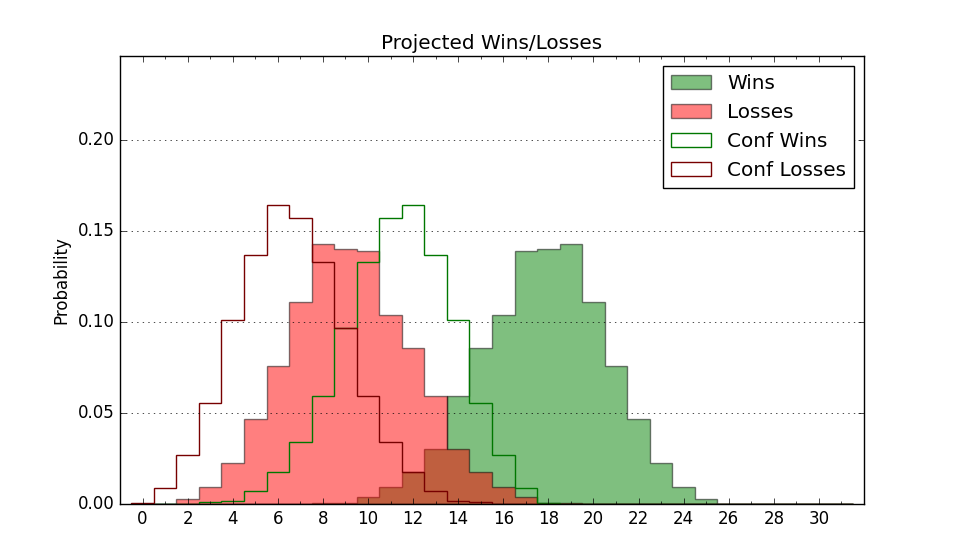 Projected Wins/Losses
Wins
Losses
Conf Wins
Conf Losses
Probability
0.20
0.15
0.10
0.05
0.00
0 2 4 6 8 10 12 14 16 18 20 22 24 26 28 30